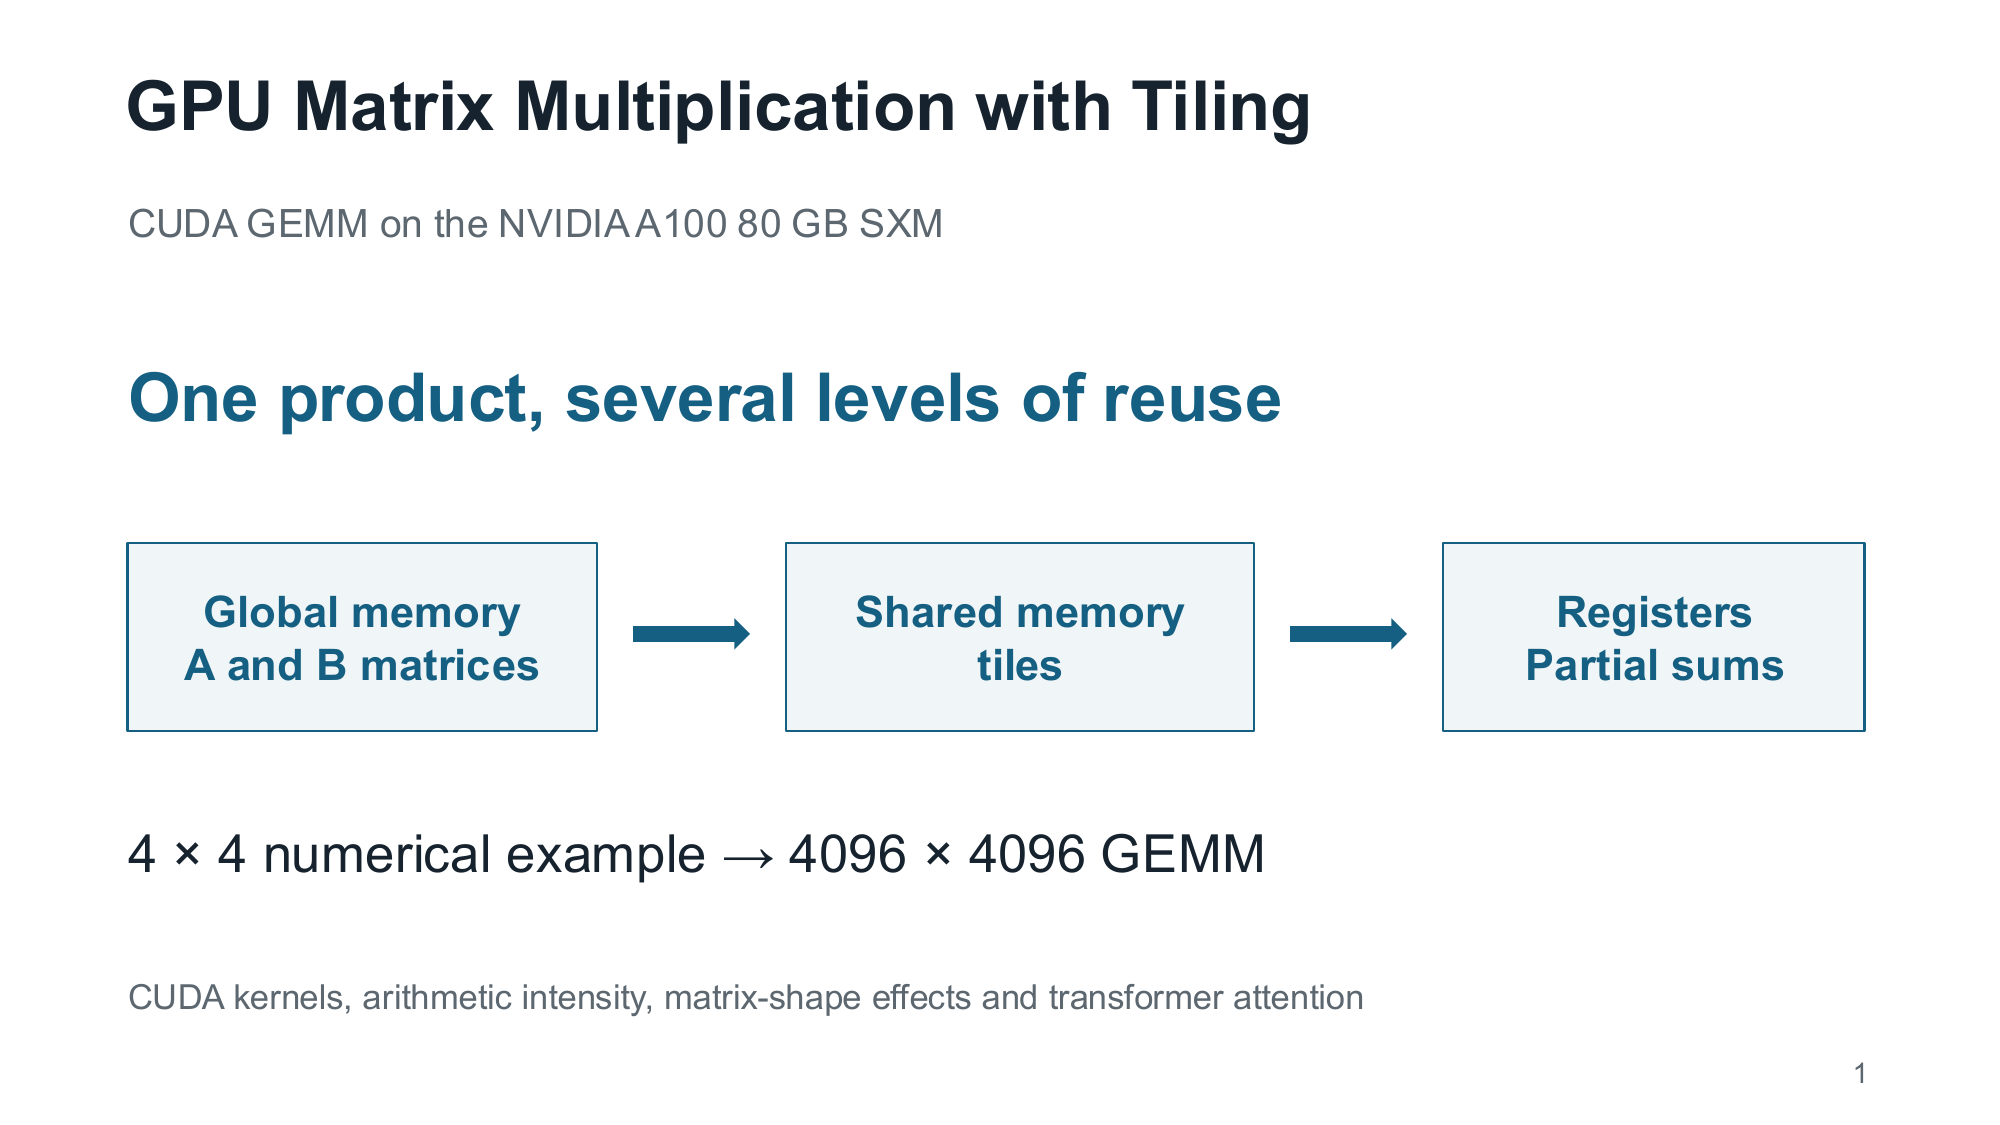 GPU Matrix Multiplication with Tiling
CUDA GEMM on the NVIDIA A100 80 GB SXM
One product, several levels of reuse
Global memory
A and B matrices
Shared memory
tiles
Registers
Partial sums
4 × 4 numerical example → 4096 × 4096 GEMM
CUDA kernels, arithmetic intensity, matrix-shape effects and transformer attention
1